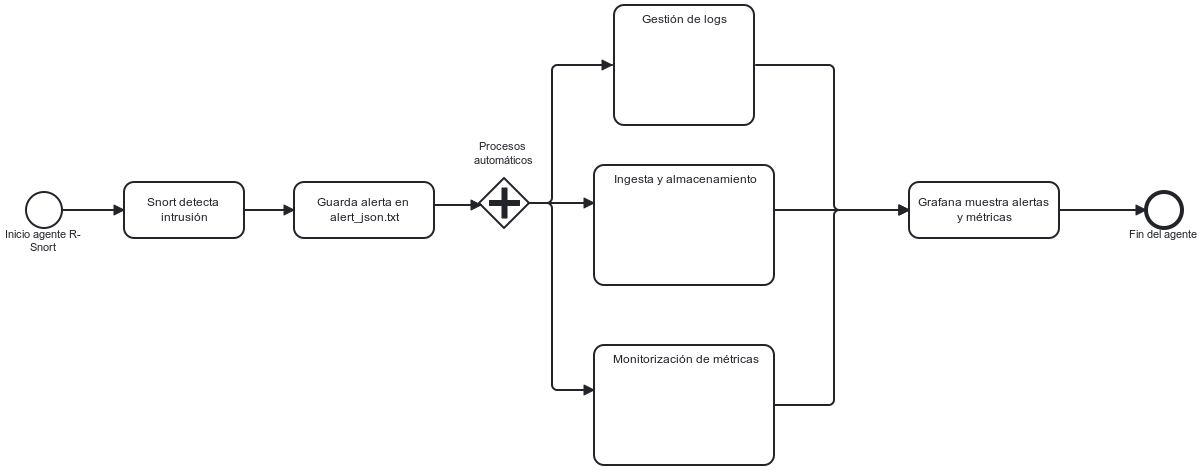 Inicio agente R-
Snort
Snort detecta
intrusión
Guarda alerta en
alert_json.txt
Procesos
automáticos
Gestión de logs
Ingesta y almacenamiento
Monitorización de métricas
Grafana muestra alertas
y métricas
Fin del agente